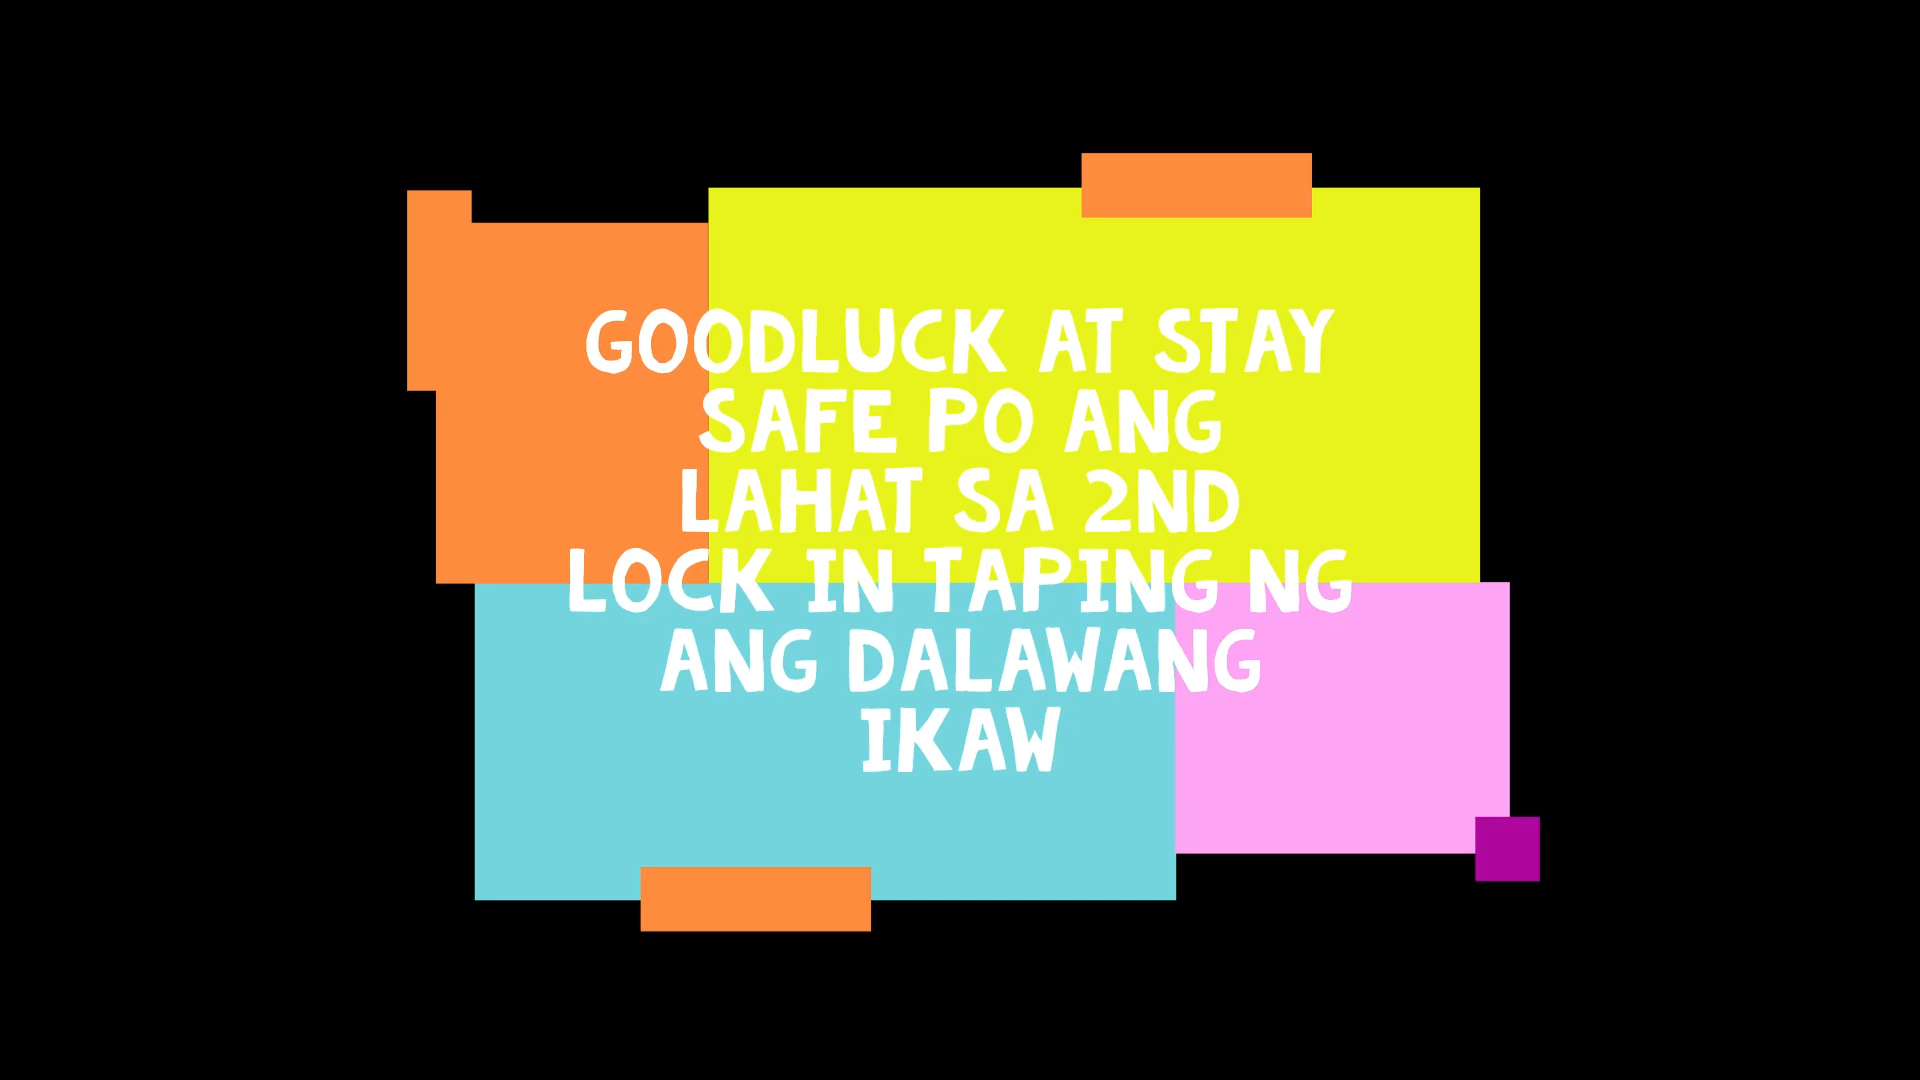 GOODLUCK AT STAY
SAFE PO ANG
LAHAT SA 2ND
LOCK IN TAPING NG
ANG DALAWANG
IKAW